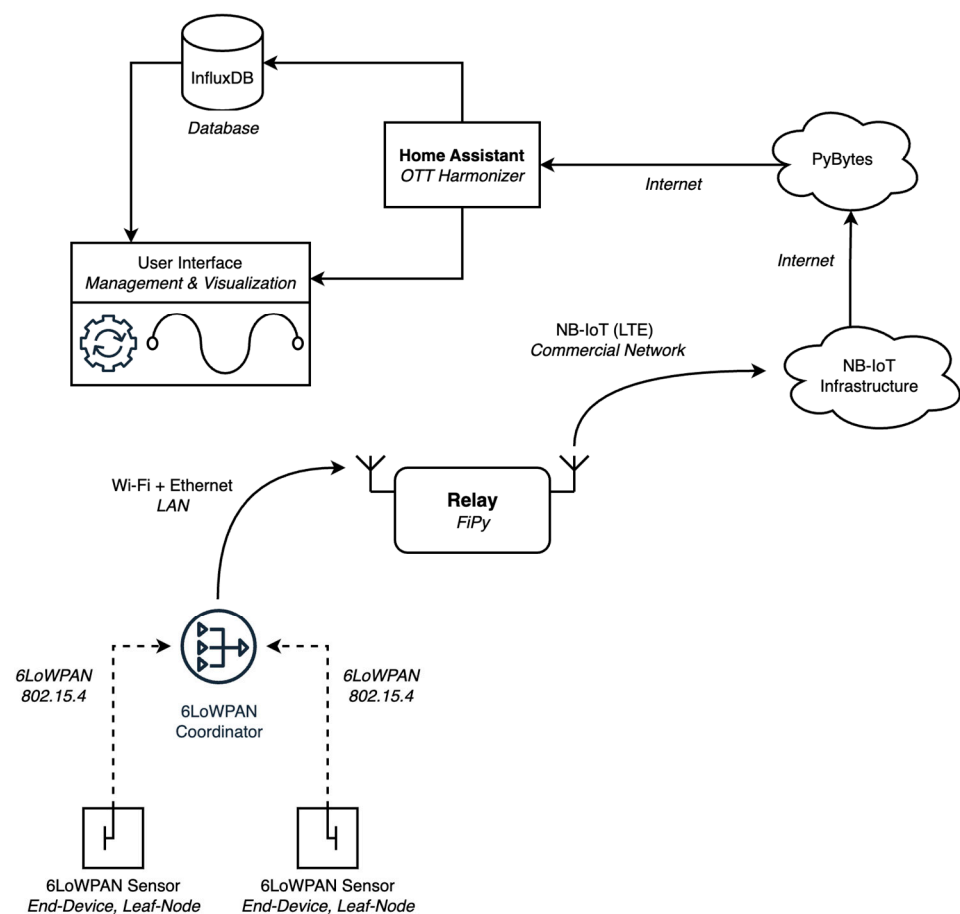 InfluxDB
Database
Home Assistant
OTT Harmonizer
PyBytes
Internet
Internet
User Interface
Management & Visualization
NB-IoT (LTE)
Commercial Network
NB-IoT
Infrastructure
Wi-Fi + Ethernet
LAN
Relay
FiPy
6LoWPAN
802.15.4
6LoWPAN
802.15.4
6LoWPAN
Coordinator
6LoWPAN Sensor
End-Device, Leaf-Node
6LoWPAN Sensor
End-Device, Leaf-Node